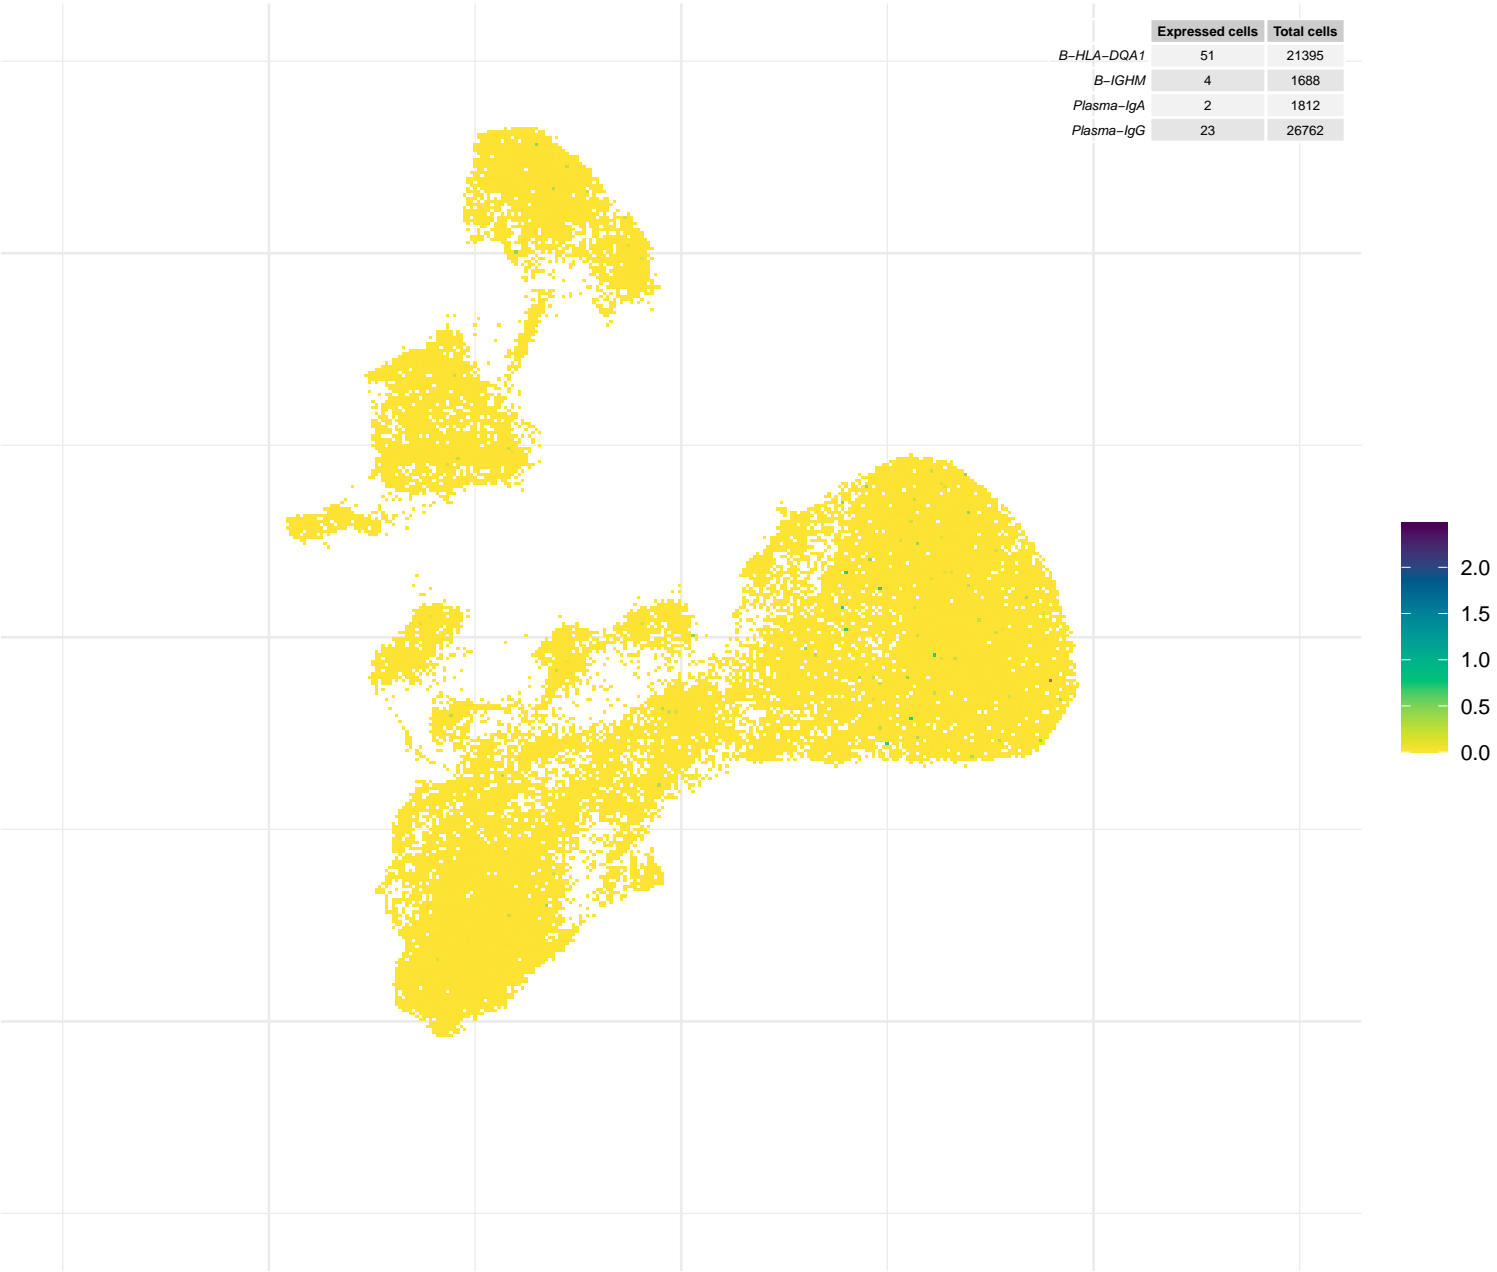 Expressed cells Total cells
B−HLA−DQA1 51 21395
B−IGHM 4 1688
Plasma−IgA 2 1812
Plasma−IgG 23 26762
2.0
1.5
1.0
0.5
0.0